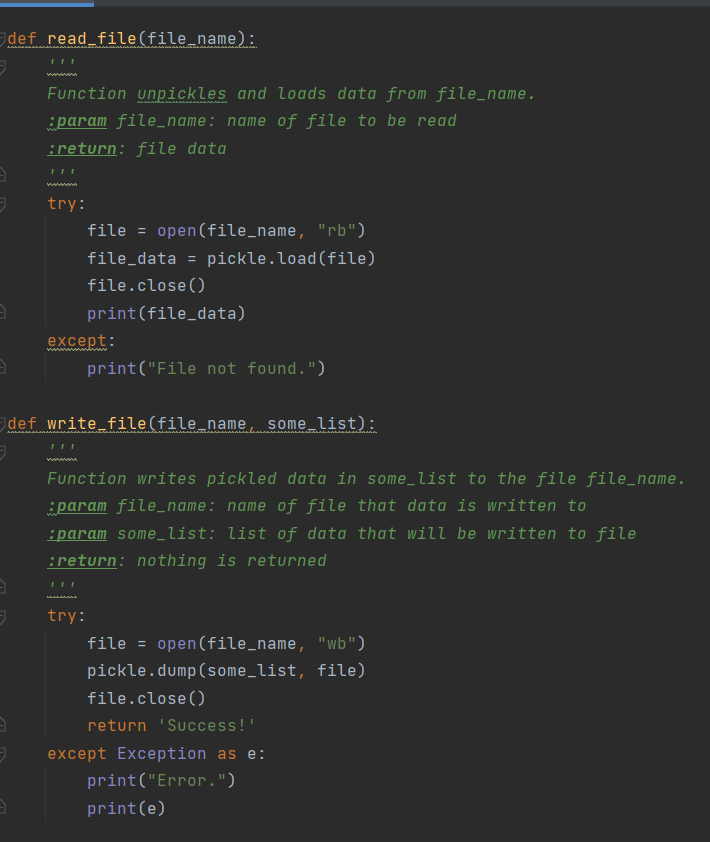 def read_file(file_name):
    '''
    Function unpickles and loads data from file_name.
    :param file_name: name of file to be read
    :return: file data
    '''
    try:
        file = open(file_name, "rb")
        file_data = pickle.load(file)
        file.close()
        print(file_data)
    except:
        print("File not found.")

def write_file(file_name, some_list):
    '''
    Function writes pickled data in some_list to the file file_name.
    :param file_name: name of file that data is written to
    :param some_list: list of data that will be written to file
    :return: nothing is returned
    '''
    try:
        file = open(file_name, "wb")
        pickle.dump(some_list, file)
        file.close()
        return 'Success!'
    except Exception as e:
        print("Error.")
        print(e)